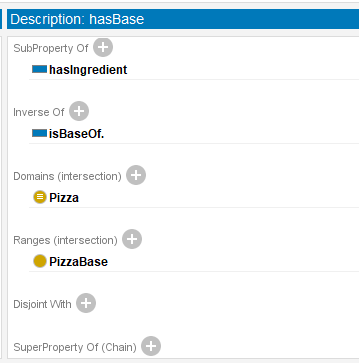 Description: hasBase
SubProperty Of
hasIngredient
Inverse Of
isBaseOf.
Domains (intersection)
Pizza
Ranges (intersection)
PizzaBase
Disjoint With
SuperProperty Of (Chain)